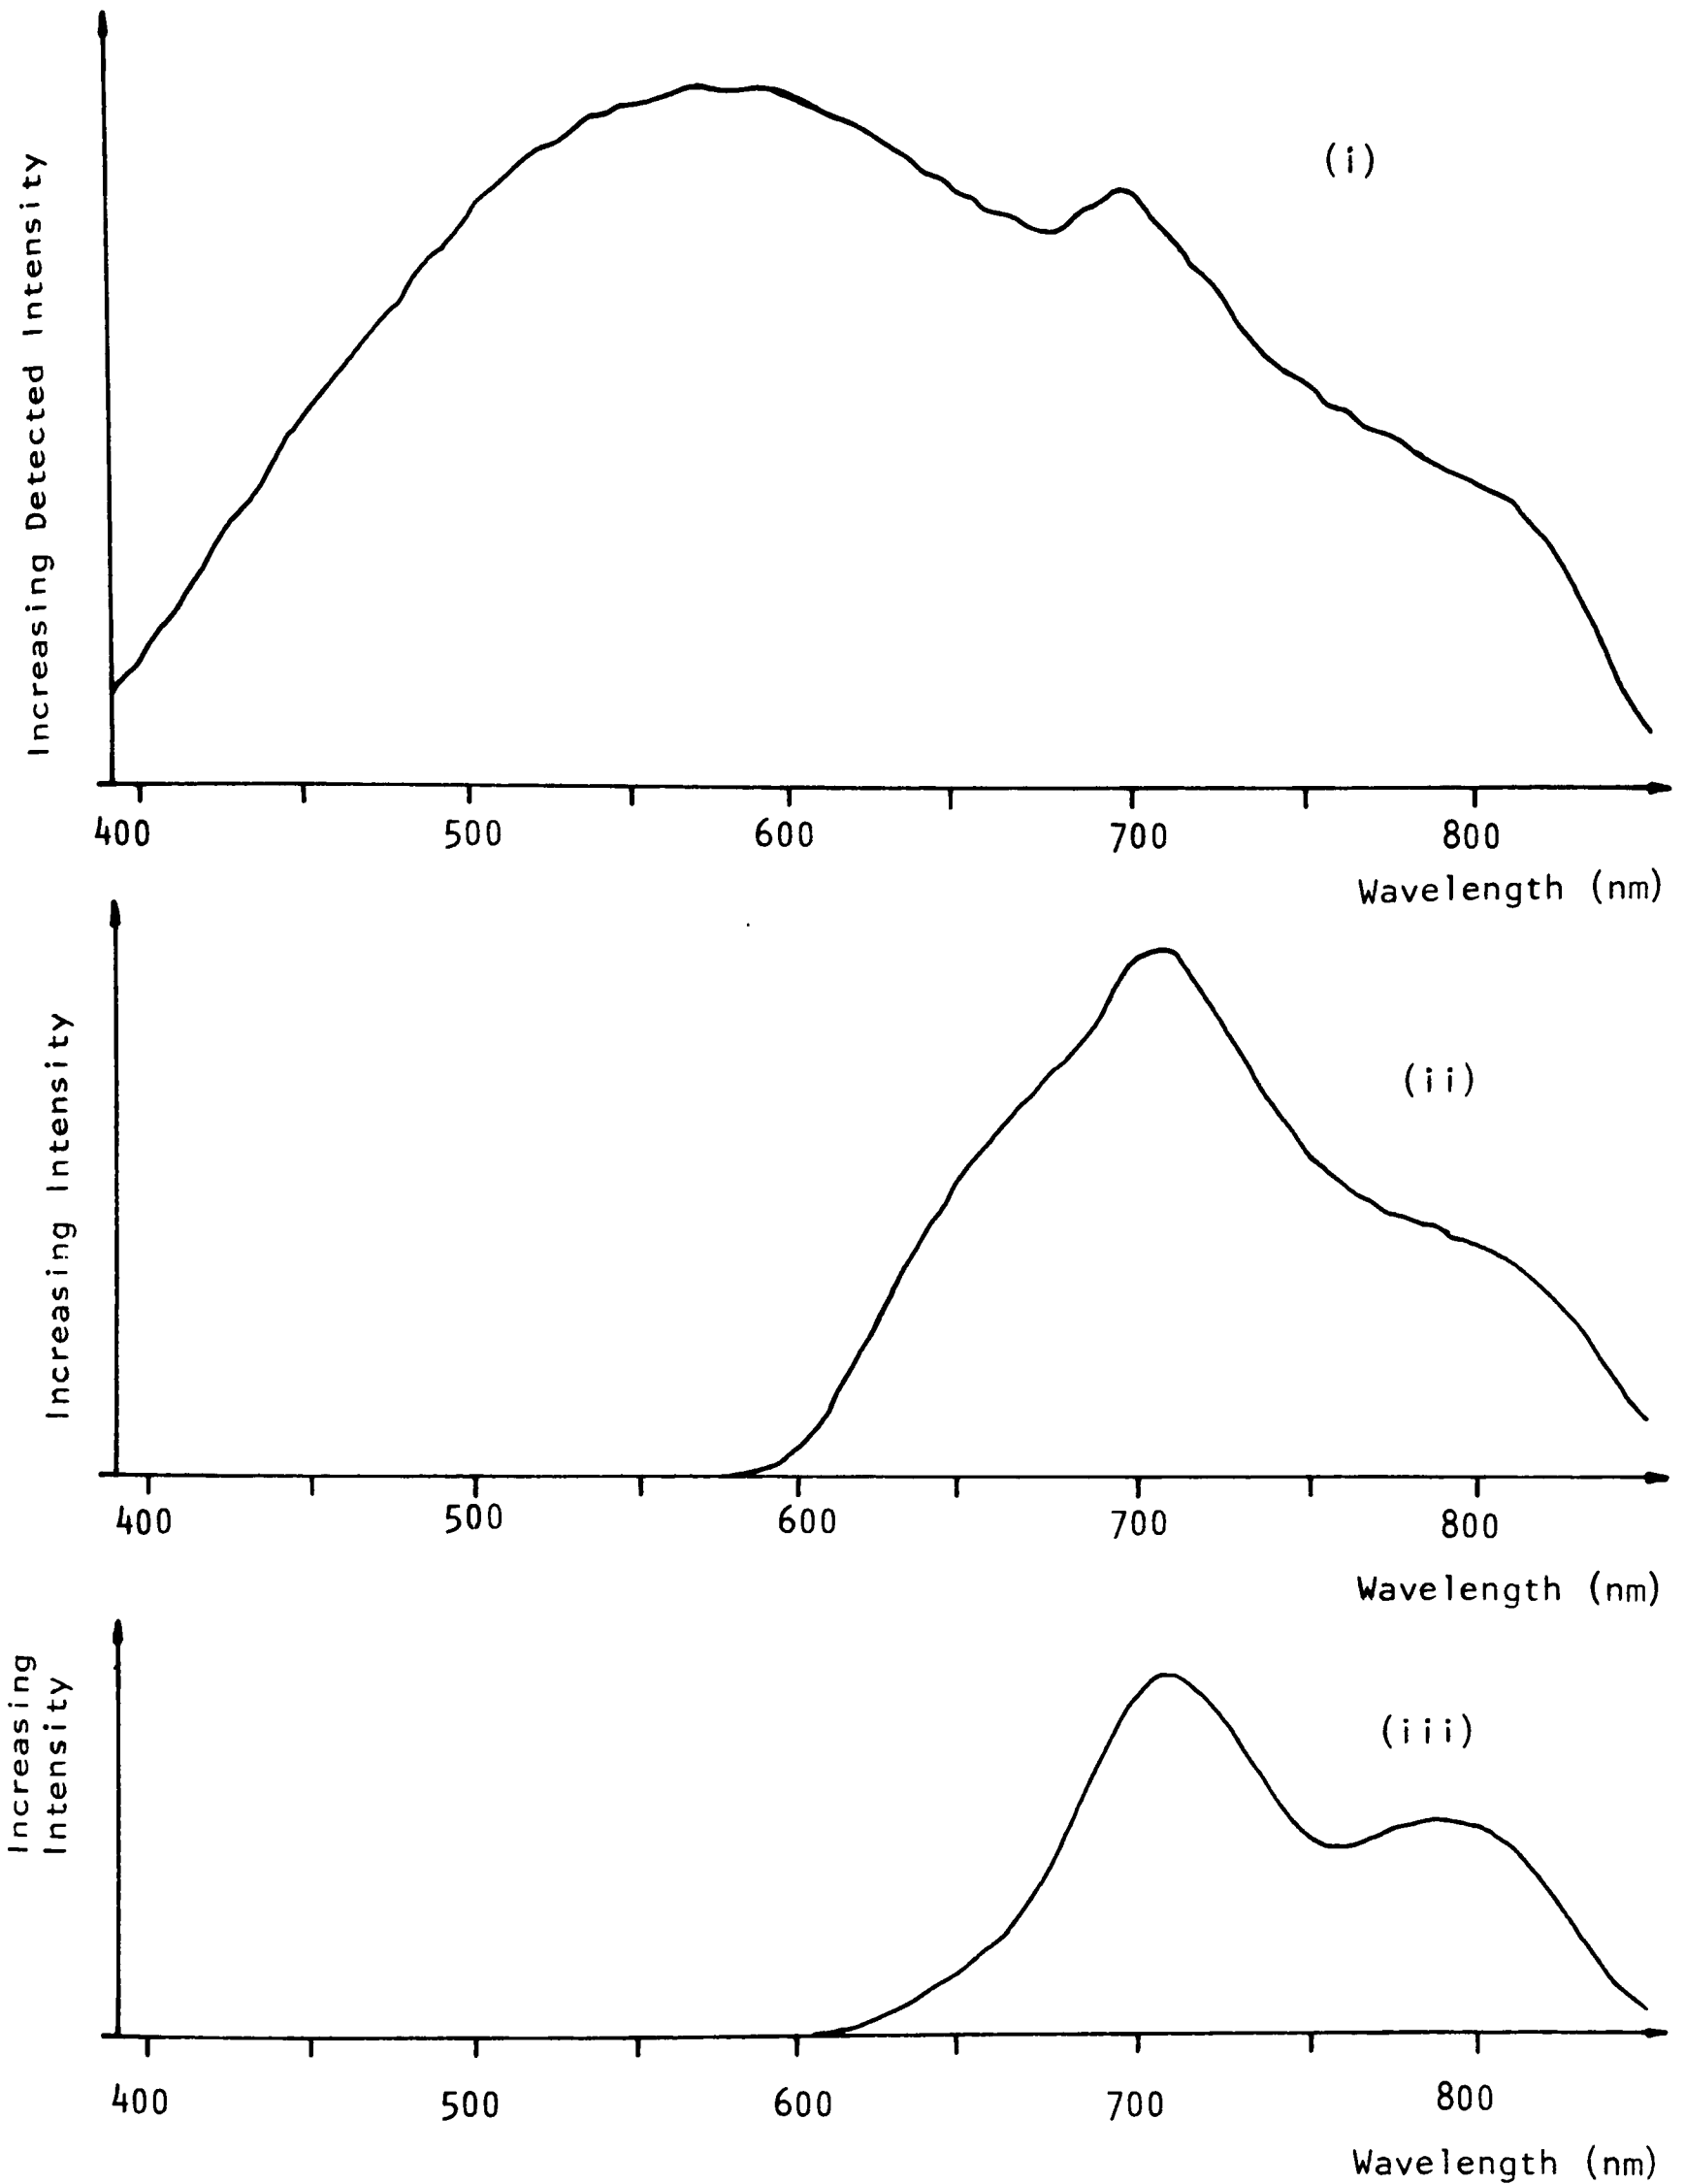 Increasing Detected Intensity
(i)
400 500 600 700 800
Wavelength (nm)
Increasing Intensity
(ii)
400 500 600 700 800
Wavelength (nm)
Increasing
Intensity
(iii)
400 500 600 700 800
Wavelength (nm)